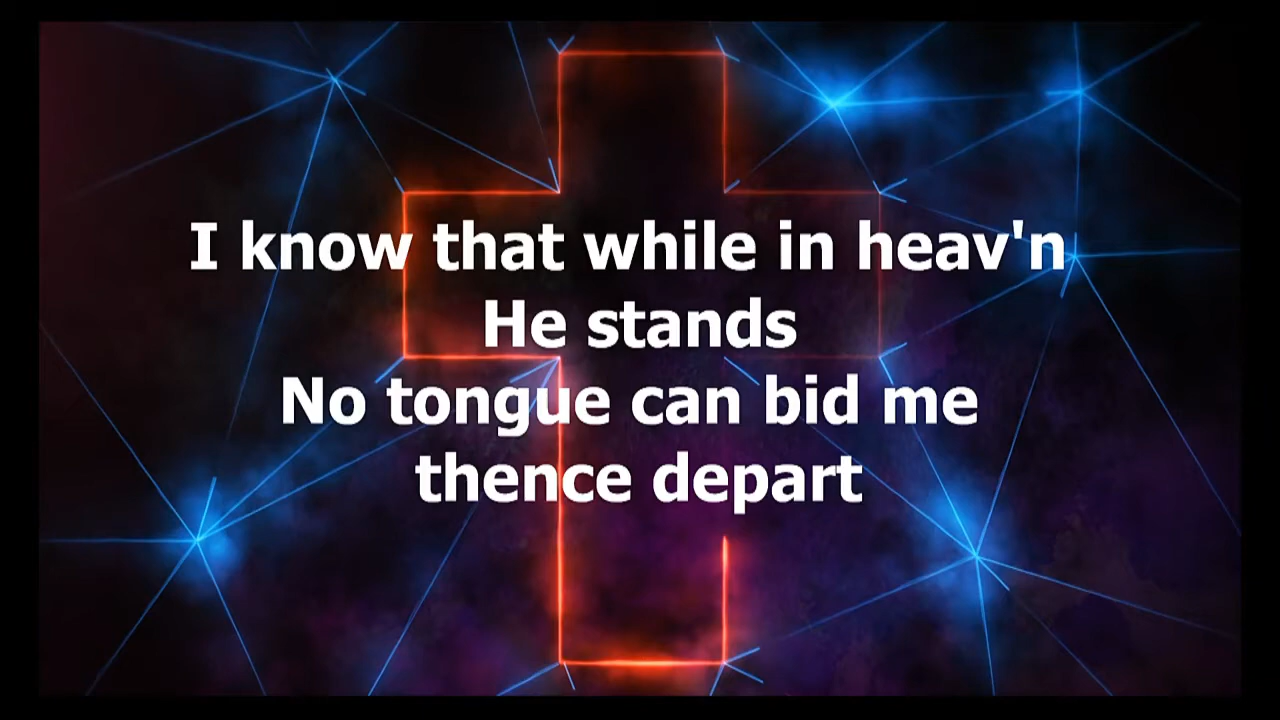 I know that while in heav'n
He stands
No tongue can bid me
thence depart